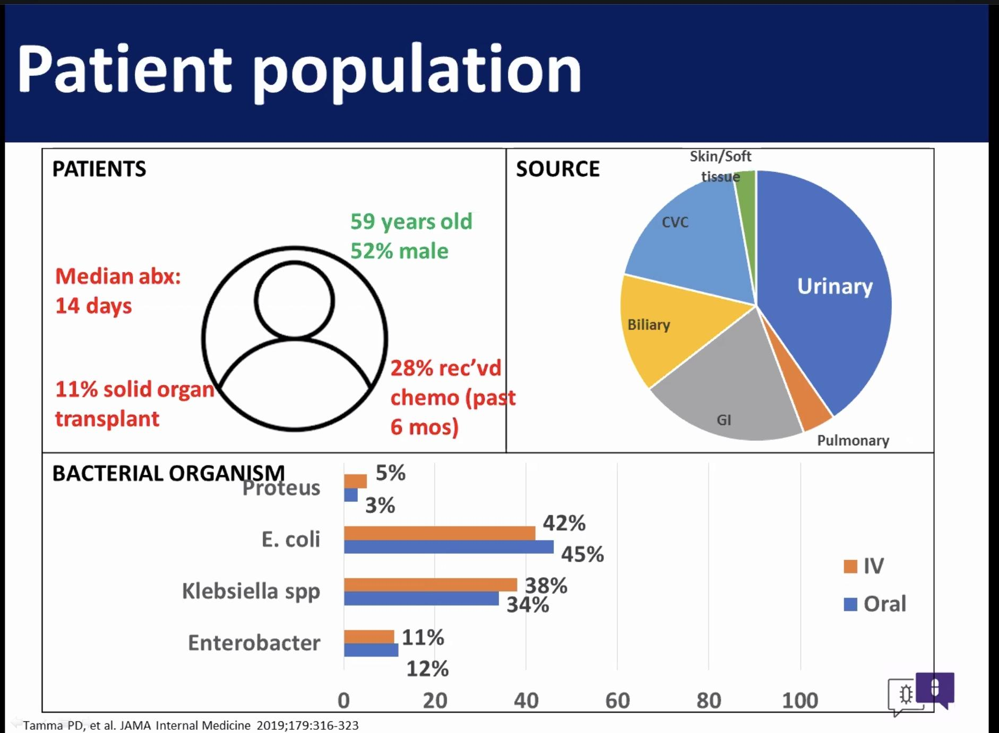 Patient population
PATIENTS
59 years old
52% male
Median abx:
14 days
11% solid organ
transplant
28% rec'vd
chemo (past
6 mos)
SOURCE
Skin/Soft
tissue
CVC
Urinary
Biliary
GI
Pulmonary
BACTERIAL ORGANISM
Proteus
5%
3%
E. coli
42%
45%
Klebsiella spp
38%
34%
Enterobacter
11%
12%
IV
Oral
0 20 40 60 80 100
Tamma PD, et al. JAMA Internal Medicine 2019;179:316-323